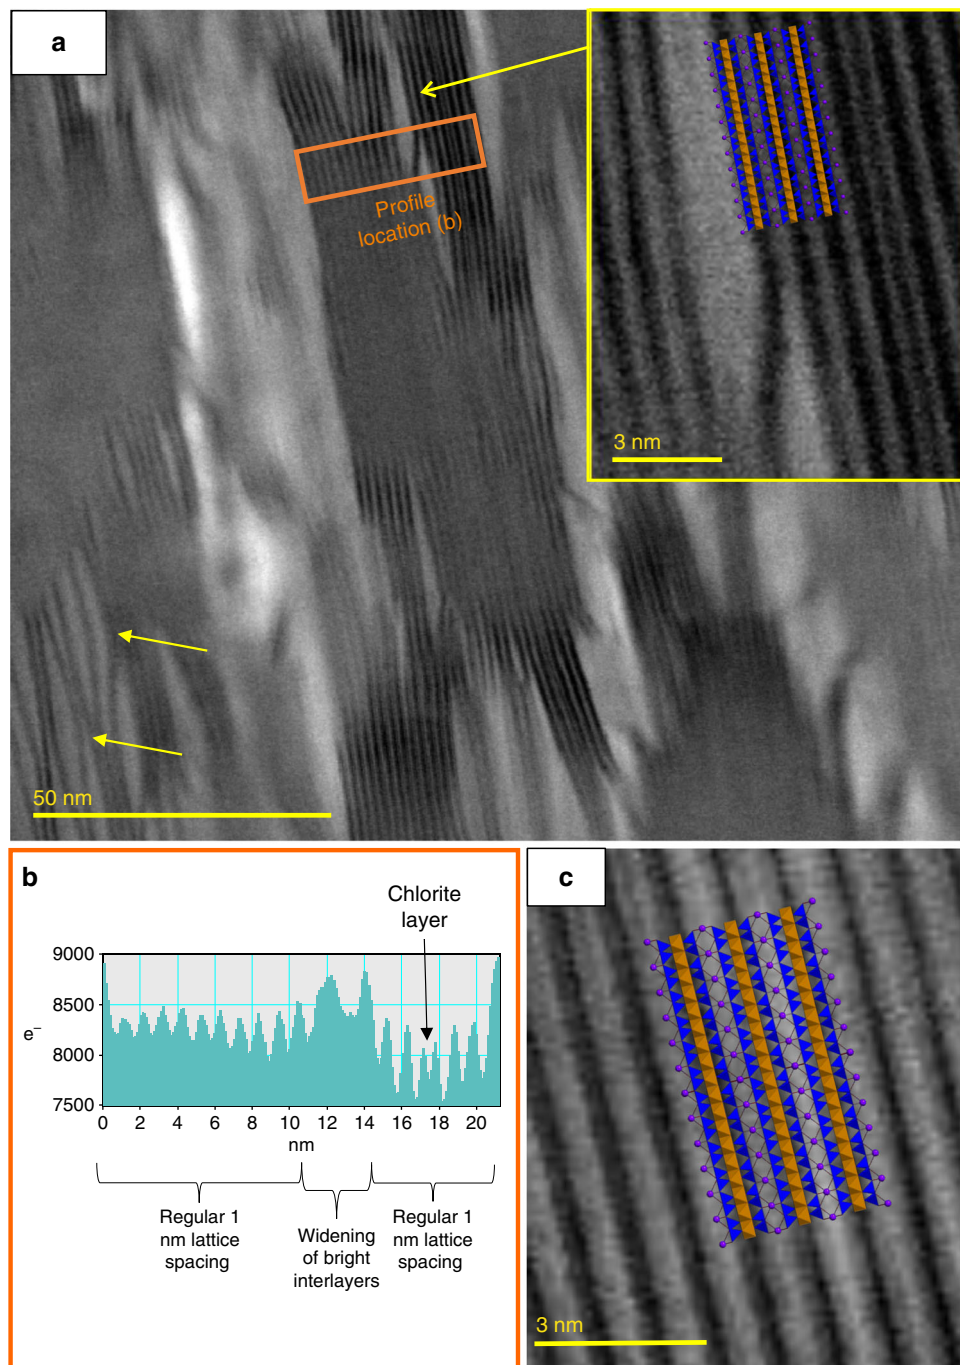 a
Profile
location (b)
3 nm
50 nm
b
Chlorite
layer
9000
8500
8000
7500
e–
0 2 4 6 8 10 12 14 16 18 20
nm
Regular 1
nm lattice
spacing
Widening
of bright
interlayers
Regular 1
nm lattice
spacing
c
3 nm